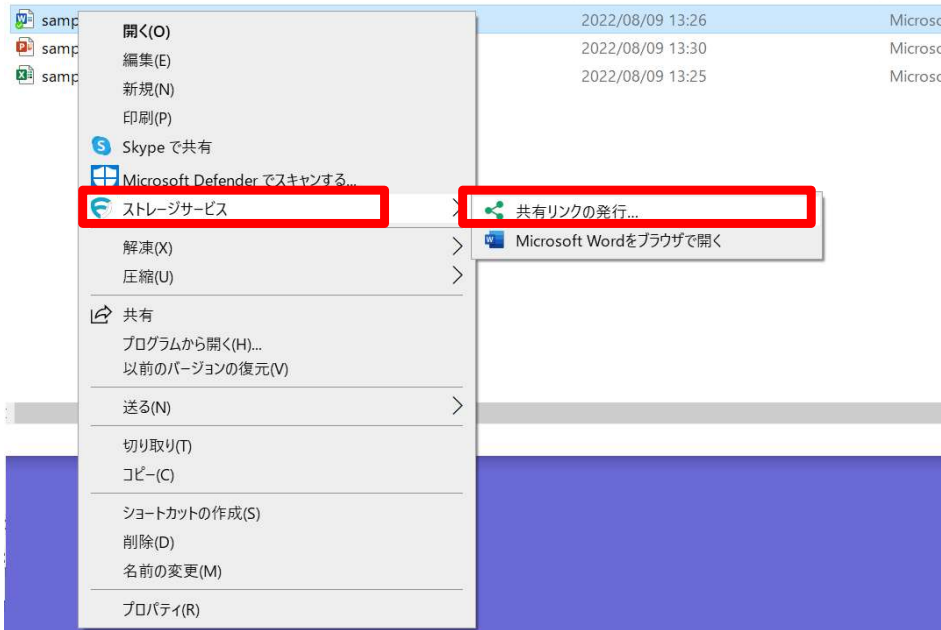 samp 2022/08/09 13:26 Microso
samp 2022/08/09 13:30 Microso
samp 2022/08/09 13:25 Microso
開く(O)
編集(E)
新規(N)
印刷(P)
Skype で共有
Microsoft Defender でスキャンする...
ストレージサービス
共有リンクの発行...
Microsoft Wordをブラウザで開く
解凍(X)
圧縮(U)
共有
プログラムから開く(H)...
以前のバージョンの復元(V)
送る(N)
切り取り(T)
コピー(C)
ショートカットの作成(S)
削除(D)
名前の変更(M)
プロパティ(R)